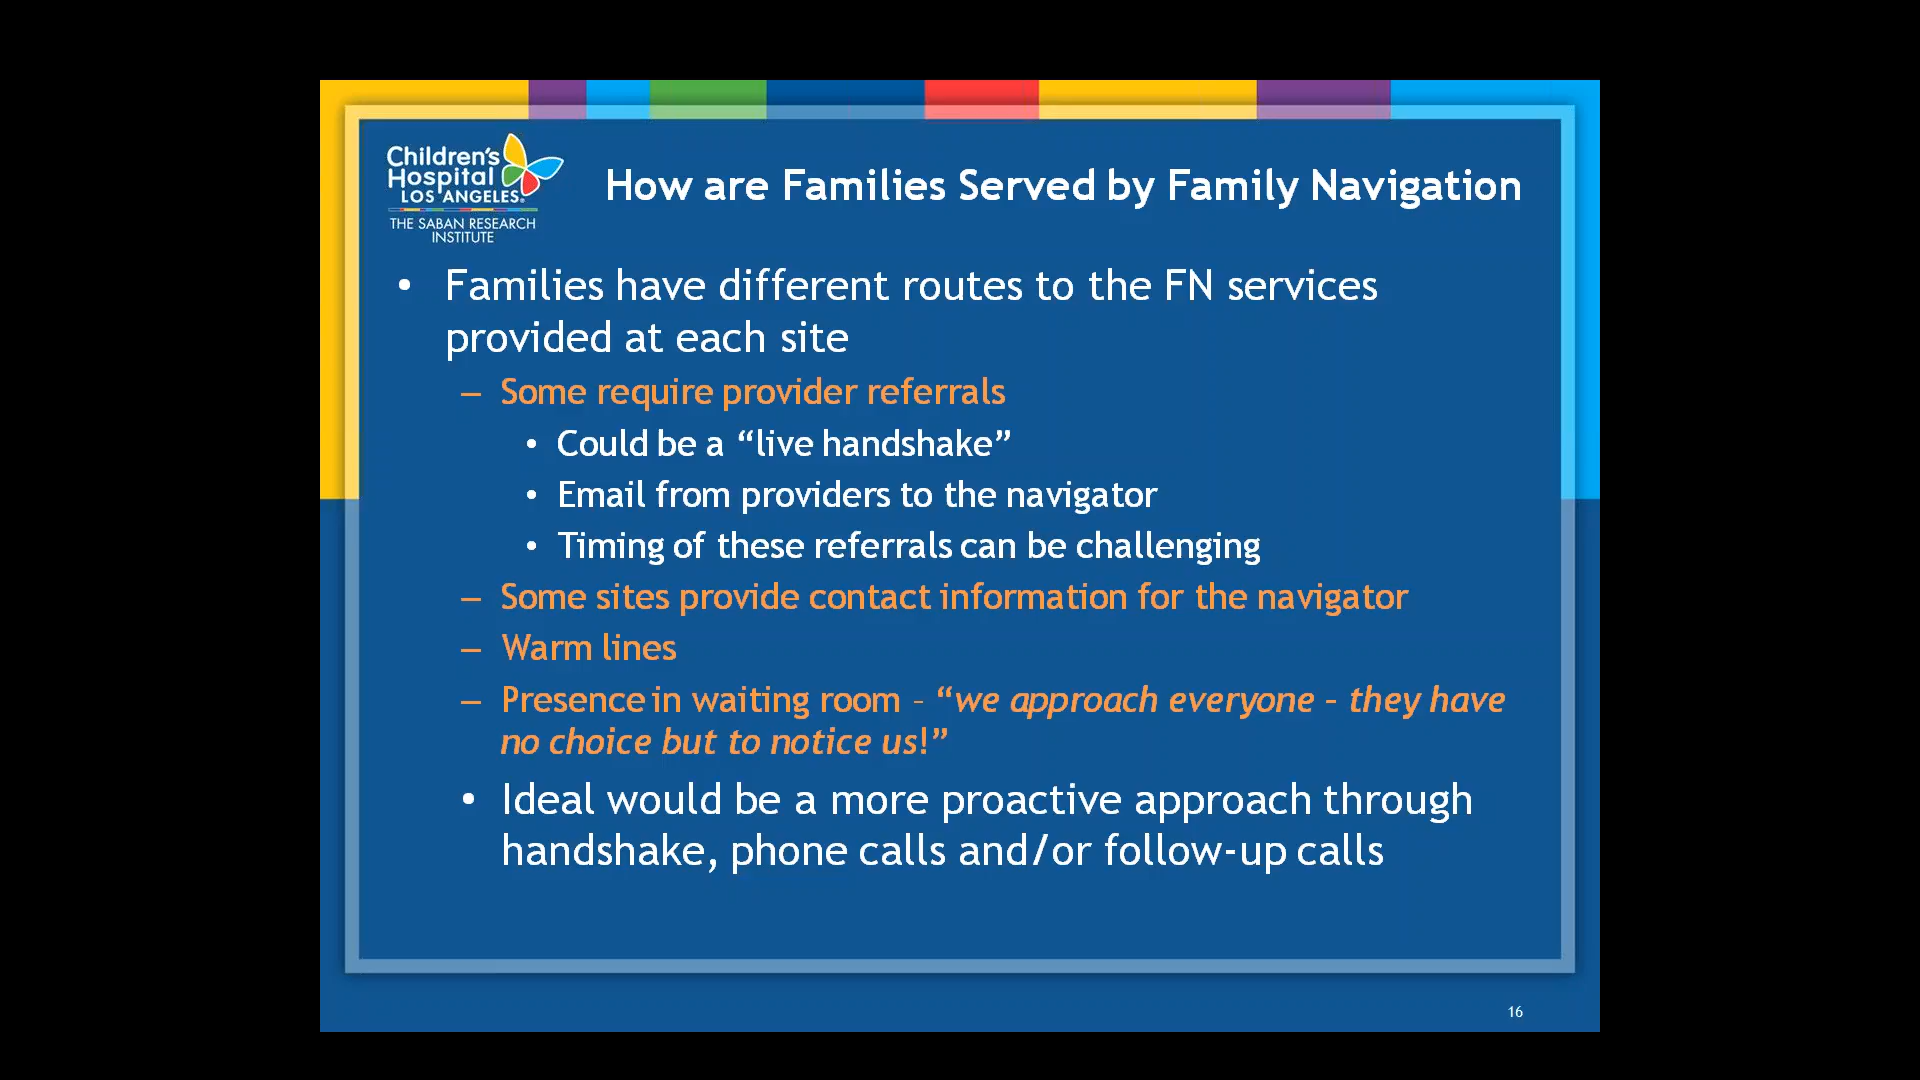 Children's
Hospital
LOS ANGELES®
THE SABAN RESEARCH
INSTITUTE
How are Families Served by Family Navigation
• Families have different routes to the FN services
provided at each site
– Some require provider referrals
• Could be a “live handshake”
• Email from providers to the navigator
• Timing of these referrals can be challenging
– Some sites provide contact information for the navigator
– Warm lines
– Presence in waiting room – “we approach everyone – they have
no choice but to notice us!”
• Ideal would be a more proactive approach through
handshake, phone calls and/or follow-up calls
16